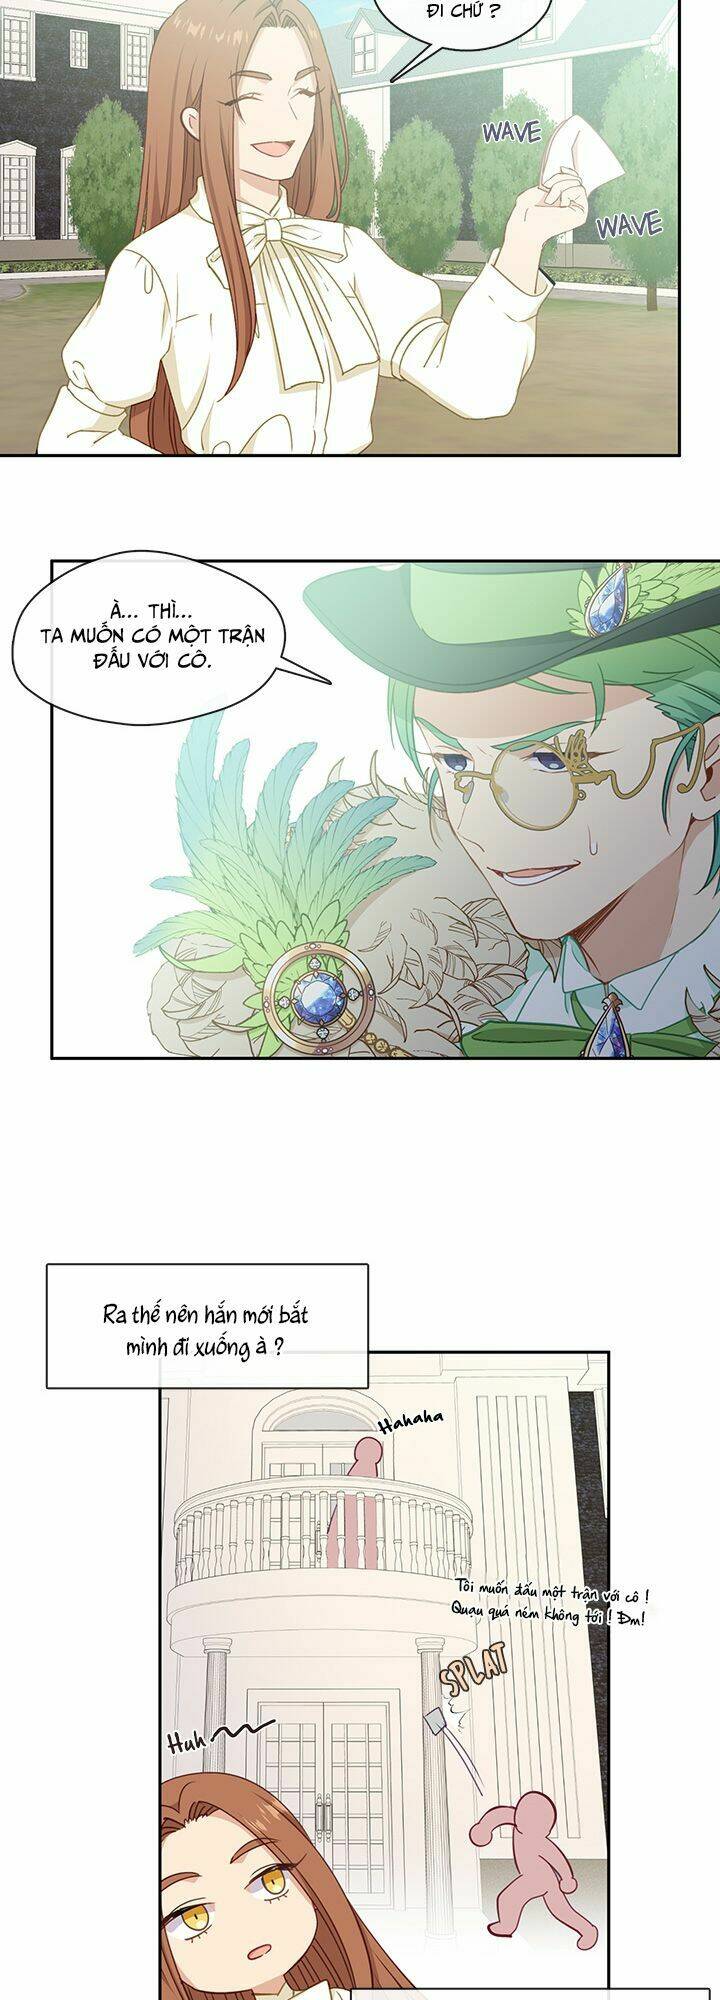 ĐI CHỨ ?
WAVE
WAVE
À... THÌ...
TA MUỐN CÓ MỘT TRẬN
ĐẤU VỚI CÔ.
Ra thế nên hắn mới bắt
mình đi xuống à ?
Hahaha
Tôi muốn đấu một trận với cô !
Quạu quá ném không tới ! Đm!
SPLAT
Huh